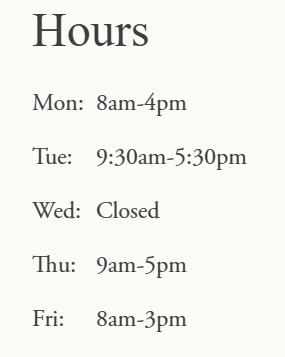 Hours
Mon: 8am-4pm
Tue: 9:30am-5:30pm
Wed: Closed
Thu: 9am-5pm
Fri: 8am-3pm